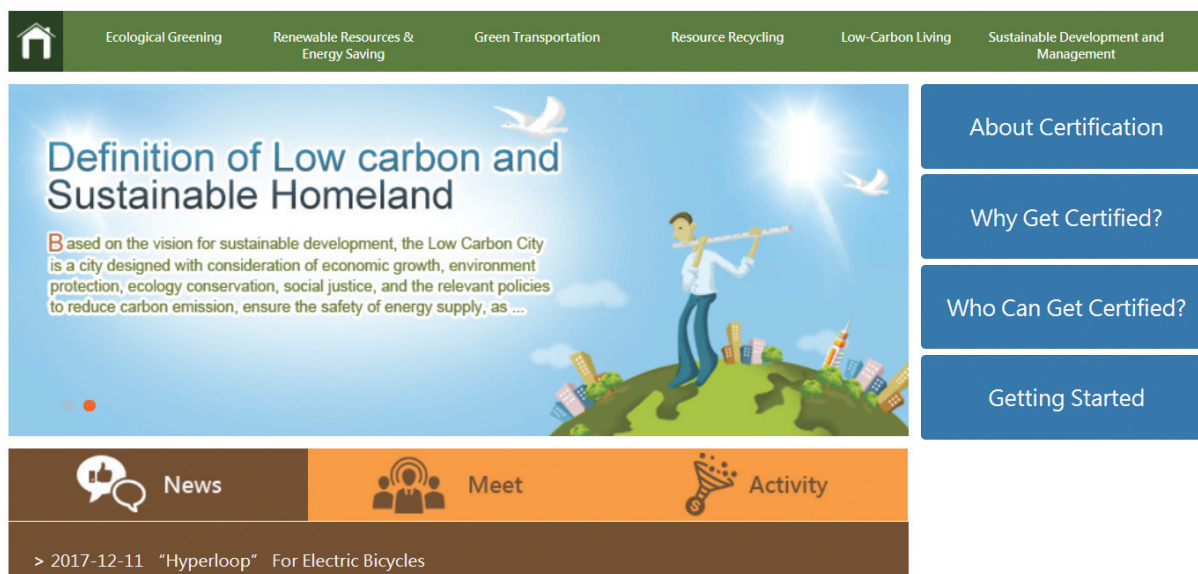 Ecological Greening
Renewable Resources &
Energy Saving
Green Transportation
Resource Recycling
Low-Carbon Living
Sustainable Development and
Management
Definition of Low carbon and
Sustainable Homeland
Based on the vision for sustainable development, the Low Carbon City
is a city designed with consideration of economic growth, environment
protection, ecology conservation, social justice, and the relevant policies
to reduce carbon emission, ensure the safety of energy supply, as ...
About Certification
Why Get Certified?
Who Can Get Certified?
Getting Started
News
Meet
Activity
$
> 2017-12-11 “Hyperloop” For Electric Bicycles